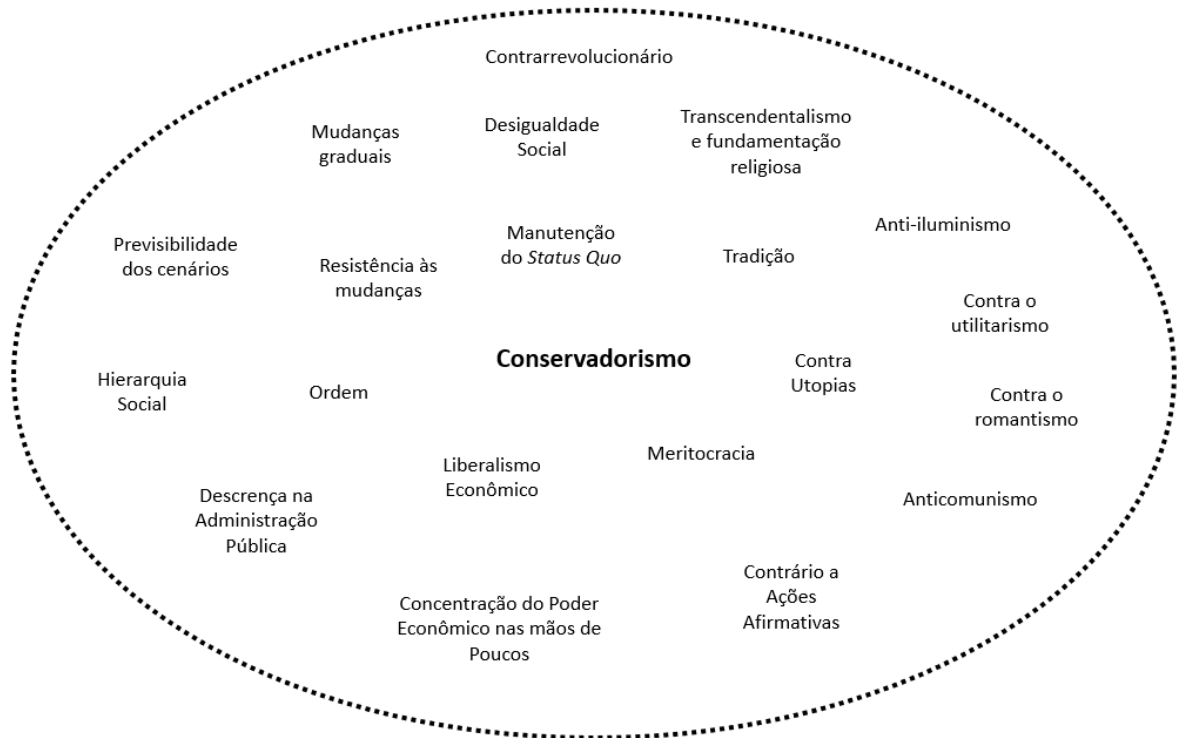 Contrarrevolucionário
Mudanças
graduais
Desigualdade
Social
Transcendentalismo
e fundamentação
religiosa
Previsibilidade
dos cenários
Resistência às
mudanças
Manutenção
do Status Quo
Tradição
Anti-iluminismo
Contra o
utilitarismo
Hierarquia
Social
Ordem
Conservadorismo
Contra
Utopias
Contra o
romantismo
Descrença na
Administração
Pública
Liberalismo
Econômico
Meritocracia
Anticomunismo
Concentração do Poder
Econômico nas mãos de
Poucos
Contrário a
Ações
Afirmativas